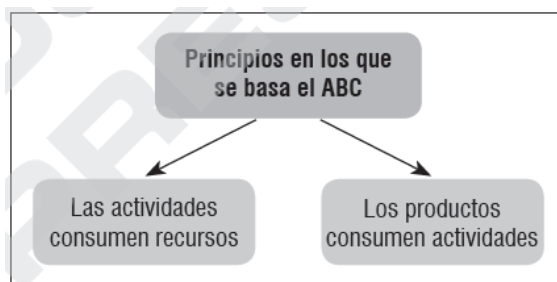 Principios en los que
se basa el ABC
Las actividades
consumen recursos
Los productos
consumen actividades